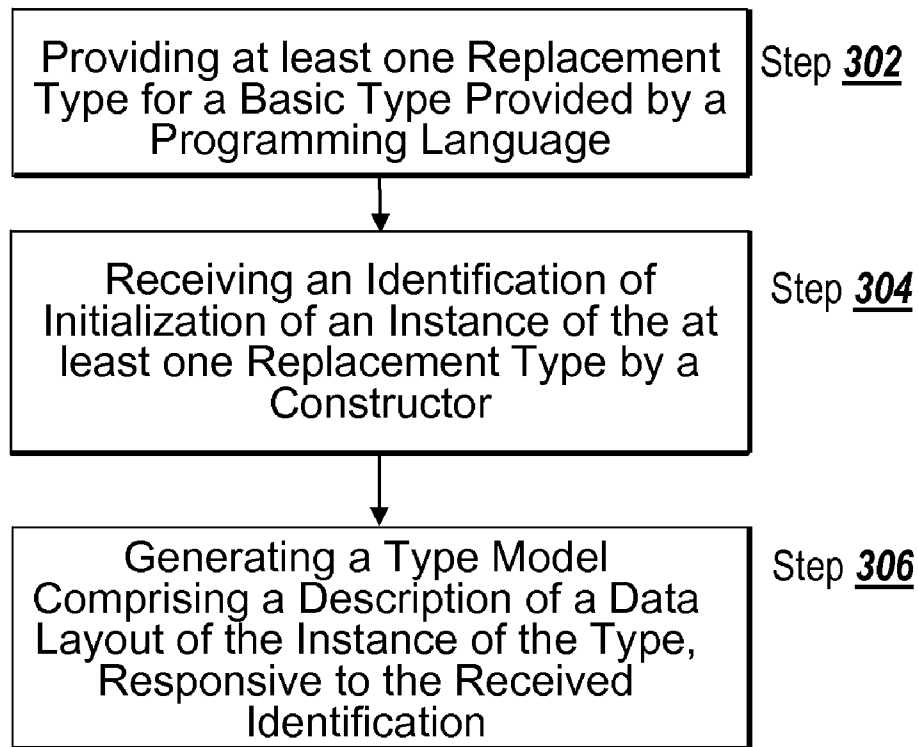 Providing at least one Replacement
Type for a Basic Type Provided by a
Programming Language
Step 302
Receiving an Identification of
Initialization of an Instance of the at
least one Replacement Type by a
Constructor
Step 304
Generating a Type Model
Comprising a Description of a Data
Layout of the Instance of the Type,
Responsive to the Received
Identification
Step 306